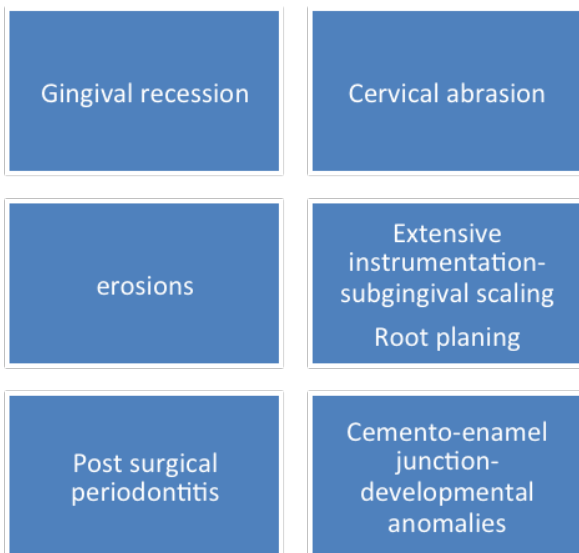 Gingival recession
Cervical abrasion
erosions
Extensive
instrumentation-
subgingival scaling
Root planing
Post surgical
periodontitis
Cemento-enamel
junction-
developmental
anomalies